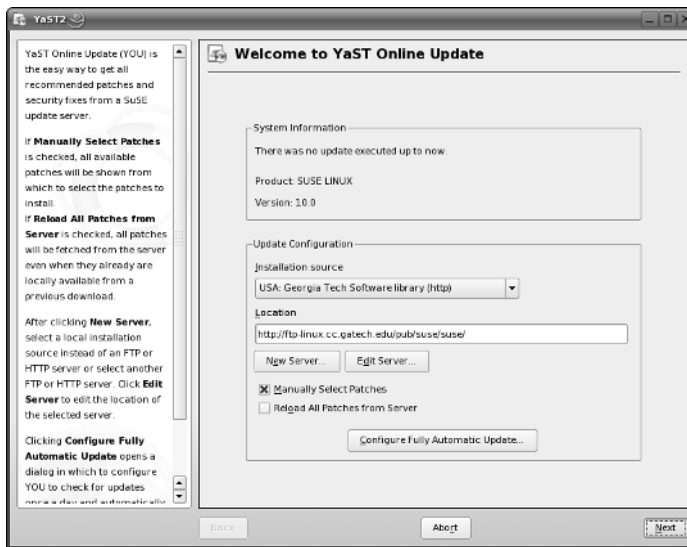 YaST2
YaST Online Update (YOU) is
the easy way to get all
recommended patches and
security fixes from a SuSE
update server.
If Manually Select Patches
is checked, all available
patches will be shown from
which to select the patches to
install.
If Reload All Patches from
Server is checked, all patches
will be fetched from the server
even when they already are
locally available from a
previous download.
After clicking New Server,
select a local installation
source instead of an FTP or
HTTP server or select another
FTP or HTTP server. Click Edit
Server to edit the location of
the selected server.
Clicking Configure Fully
Automatic Update opens a
dialog in which to configure
YOU to check for updates
once a day and automatically
Welcome to YaST Online Update
System Information
There was no update executed up to now.
Product: SUSE LINUX
Version: 10.0
Update Configuration
Installation source
USA: Georgia Tech Software library (http)
Location
http://ftp-linux.cc.gatech.edu/pub/suse/suse/
New Server... Edit Server...
Manually Select Patches
Reload All Patches from Server
Configure Fully Automatic Update...
Back Abort Next